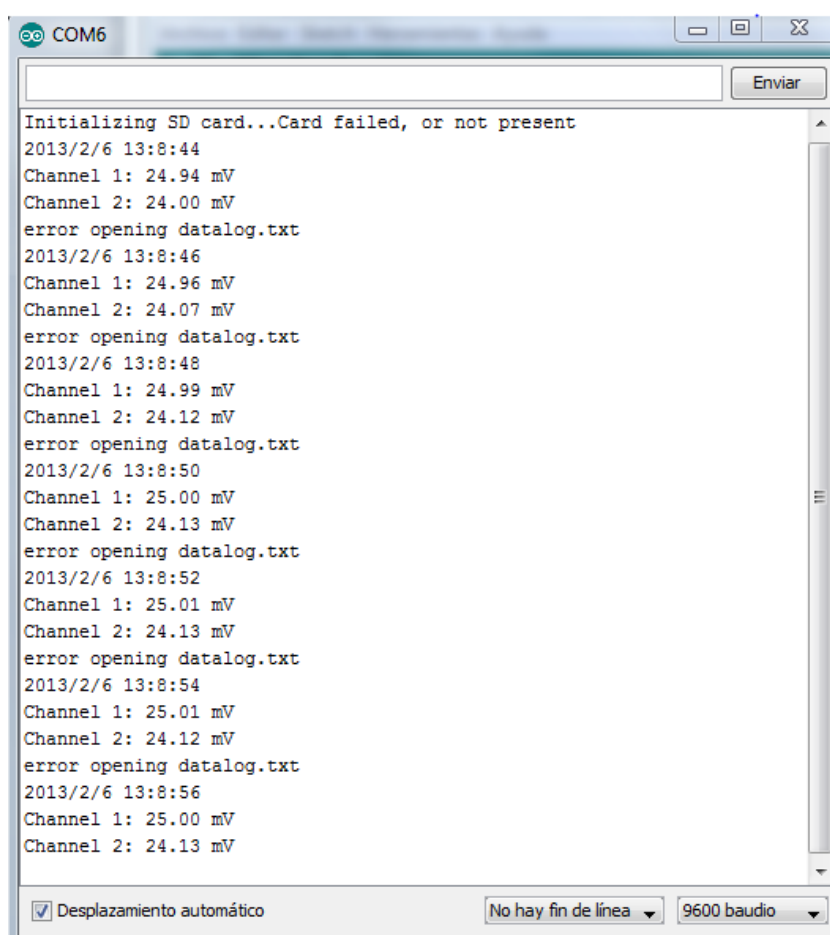 COM6
Enviar
Initializing SD card...Card failed, or not present
2013/2/6 13:8:44
Channel 1: 24.94 mV
Channel 2: 24.00 mV
error opening datalog.txt
2013/2/6 13:8:46
Channel 1: 24.96 mV
Channel 2: 24.07 mV
error opening datalog.txt
2013/2/6 13:8:48
Channel 1: 24.99 mV
Channel 2: 24.12 mV
error opening datalog.txt
2013/2/6 13:8:50
Channel 1: 25.00 mV
Channel 2: 24.13 mV
error opening datalog.txt
2013/2/6 13:8:52
Channel 1: 25.01 mV
Channel 2: 24.13 mV
error opening datalog.txt
2013/2/6 13:8:54
Channel 1: 25.01 mV
Channel 2: 24.12 mV
error opening datalog.txt
2013/2/6 13:8:56
Channel 1: 25.00 mV
Channel 2: 24.13 mV
Desplazamiento automático No hay fin de línea 9600 baudio